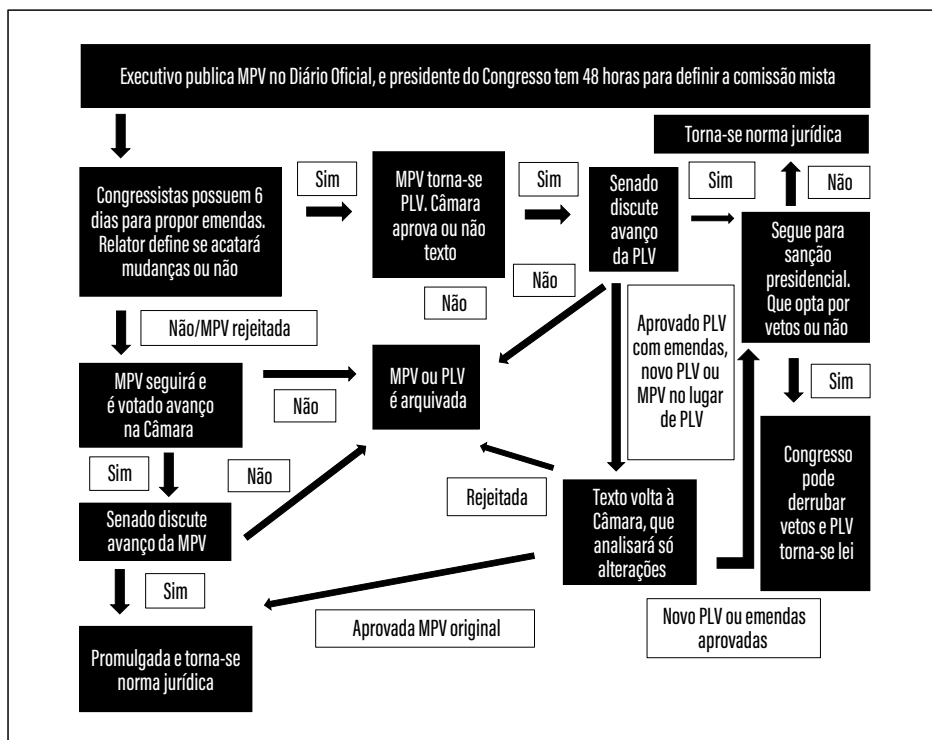 Executivo publica MPV no Diário Oficial, e presidente do Congresso tem 48 horas para definir a comissão mista
Torna-se norma jurídica
Congressistas possuem 6
dias para propor emendas.
Relator define se acatará
mudanças ou não
Sim
MPV torna-se
PLV. Câmara
aprova ou não
texto
Sim
Senado
discute
avanço
da PLV
Sim
Não
Segue para
sanção
presidencial.
Que opta por
vetos ou não
Não
Não
Não/MPV rejeitada
Aprovado PLV
com emendas,
novo PLV ou
MPV no lugar
de PLV
MPV seguirá e
é votado avanço
na Câmara
Não
MPV ou PLV
é arquivada
Sim
Sim
Não
Congresso
pode
derrubar
vetos e PLV
torna-se lei
Rejeitada
Texto volta à
Câmara, que
analisará só
alterações
Senado discute
avanço da MPV
Sim
Aprovada MPV original
Novo PLV ou emendas
aprovadas
Promulgada e torna-se
norma jurídica